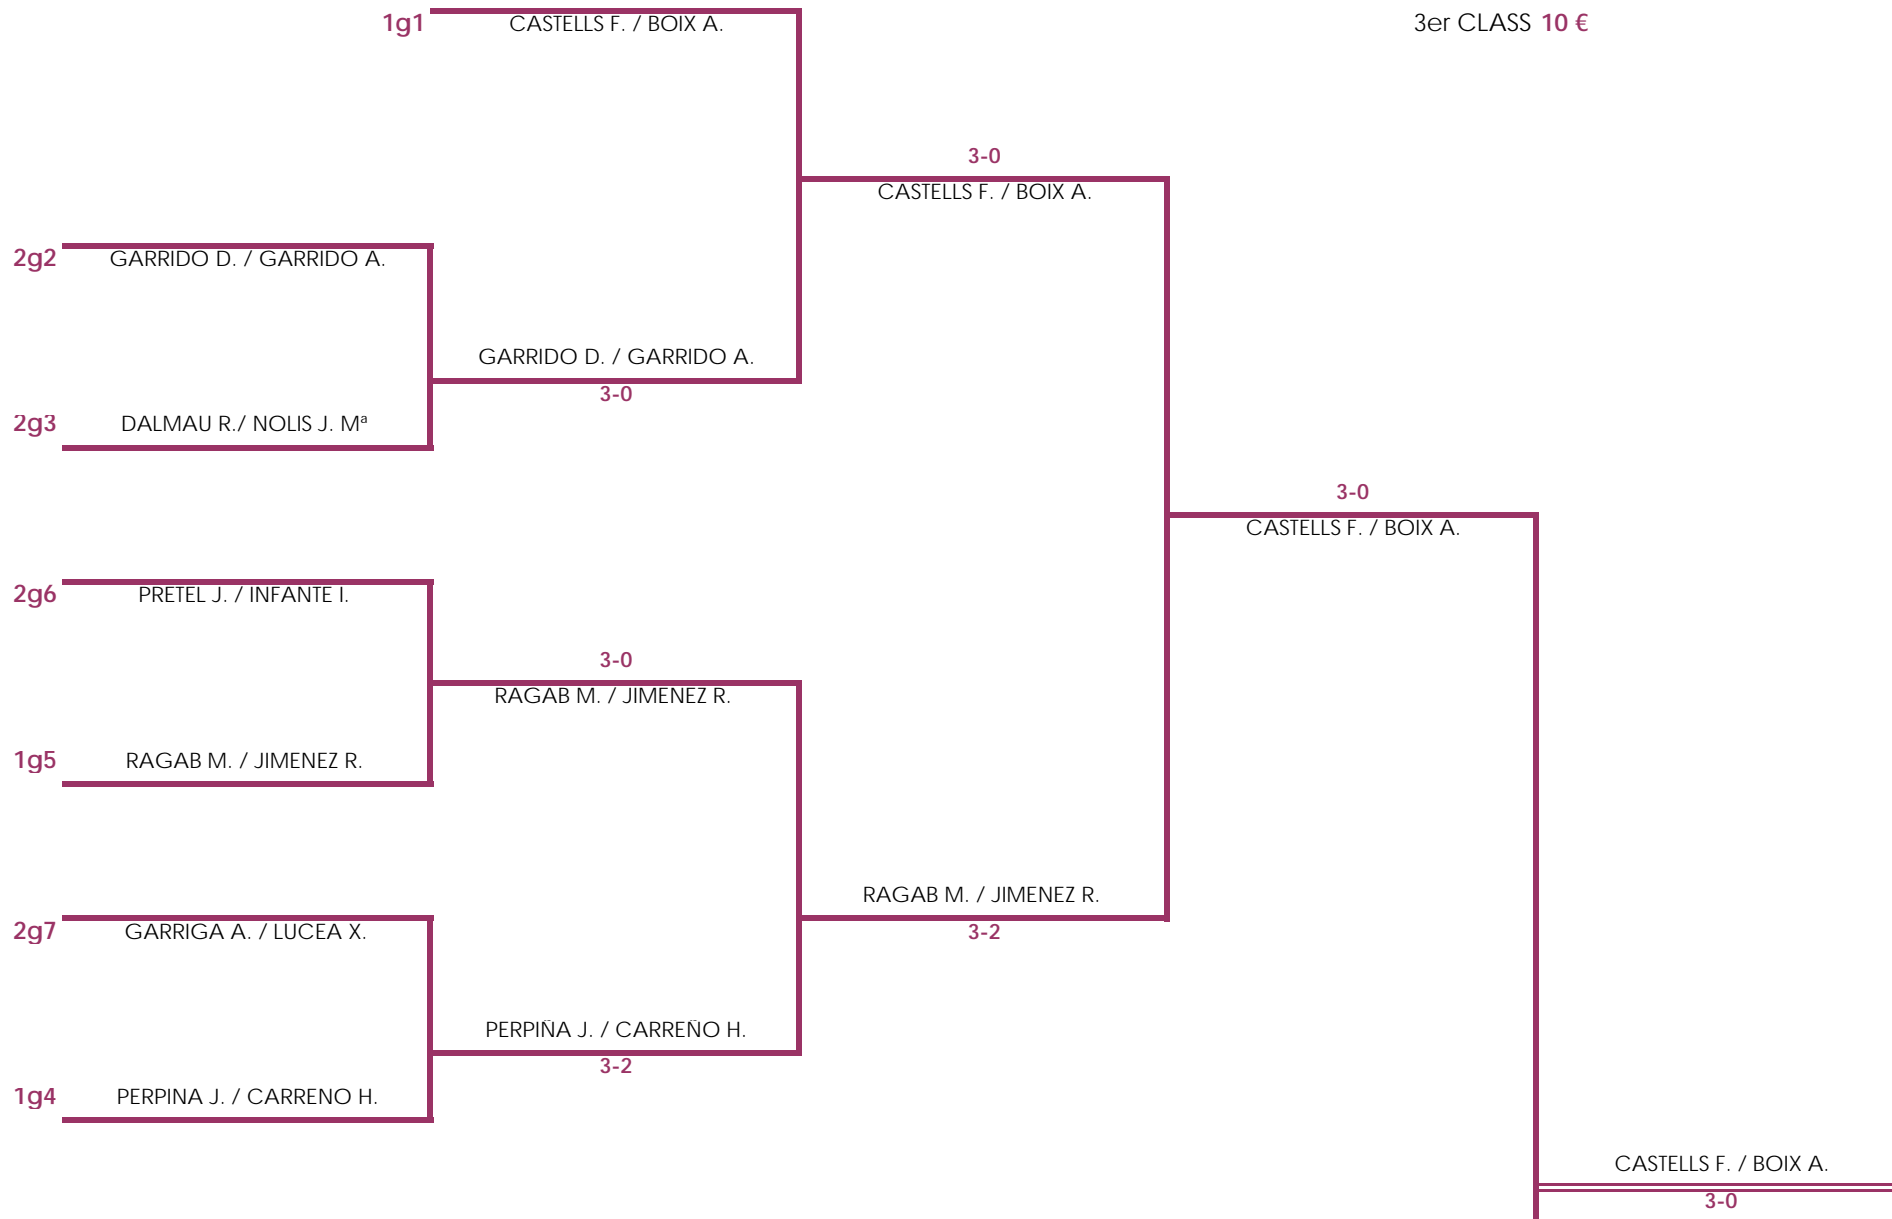 1g1 CASTELLS F. / BOIX A.
3er CLASS 10 €
3-0
CASTELLS F. / BOIX A.
2g2 GARRIDO D. / GARRIDO A.
GARRIDO D. / GARRIDO A.
3-0
2g3 DALMAU R./ NOLIS J. Mª
3-0
CASTELLS F. / BOIX A.
2g6 PRETEL J. / INFANTE I.
3-0
RAGAB M. / JIMENEZ R.
1g5 RAGAB M. / JIMENEZ R.
RAGAB M. / JIMENEZ R.
3-2
2g7 GARRIGA A. / LUCEA X.
PERPIÑA J. / CARREÑO H.
3-2
1g4 PERPINA J. / CARRENO H.
CASTELLS F. / BOIX A.
3-0